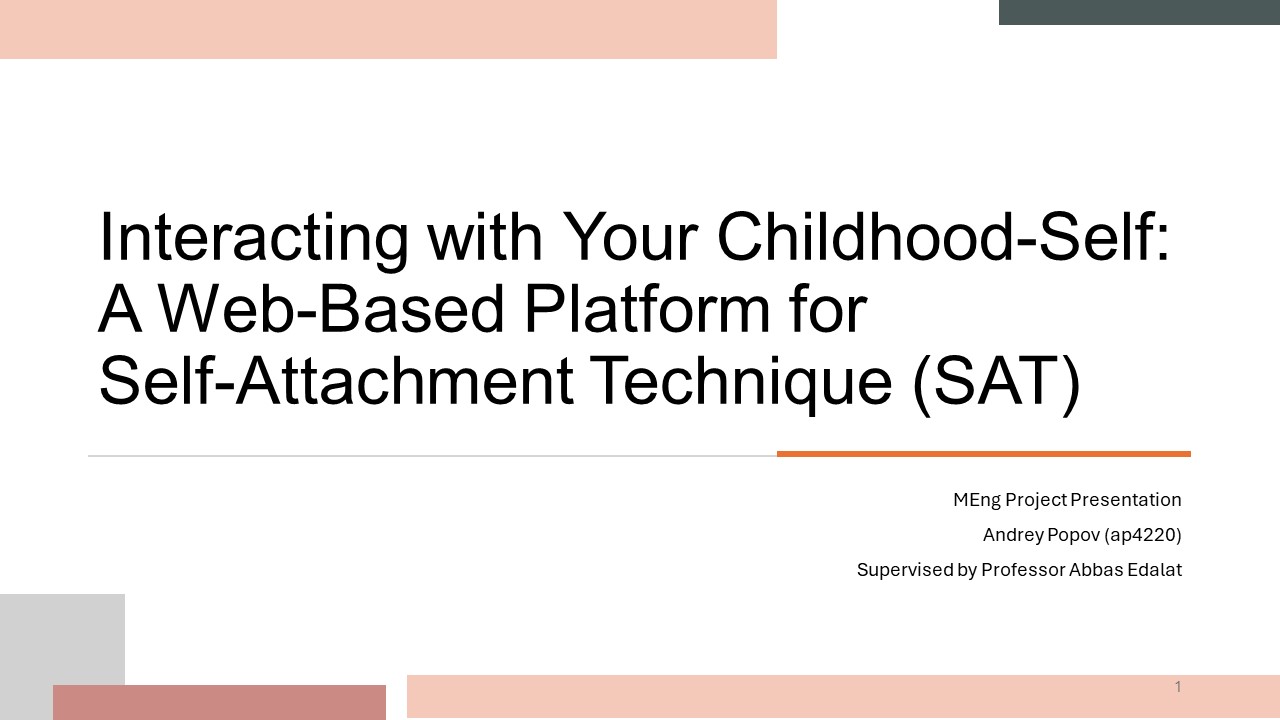 Interacting with Your Childhood-Self:
A Web-Based Platform for
Self-Attachment Technique (SAT)
MEng Project Presentation
Andrey Popov (ap4220)
Supervised by Professor Abbas Edalat
1